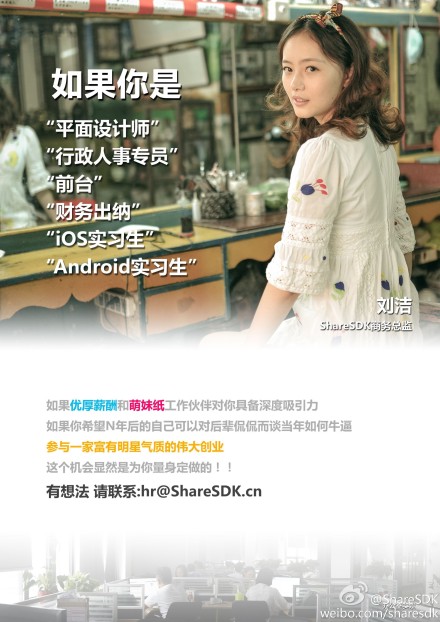 如果你是
“平面设计师”
“行政人事专员”
“前台”
“财务出纳”
“iOS实习生”
“Android实习生”
刘洁
ShareSDK商务总监
如果优厚薪酬和萌妹纸工作伙伴对你具备深度吸引力
如果你希望N年后的自己可以对后辈侃侃而谈当年如何牛逼
参与一家富有明星气质的伟大创业
这个机会显然是为你量身定做的！！
有想法 请联系:hr@ShareSDK.cn
@ShareSDK
weibo.com/sharesdk